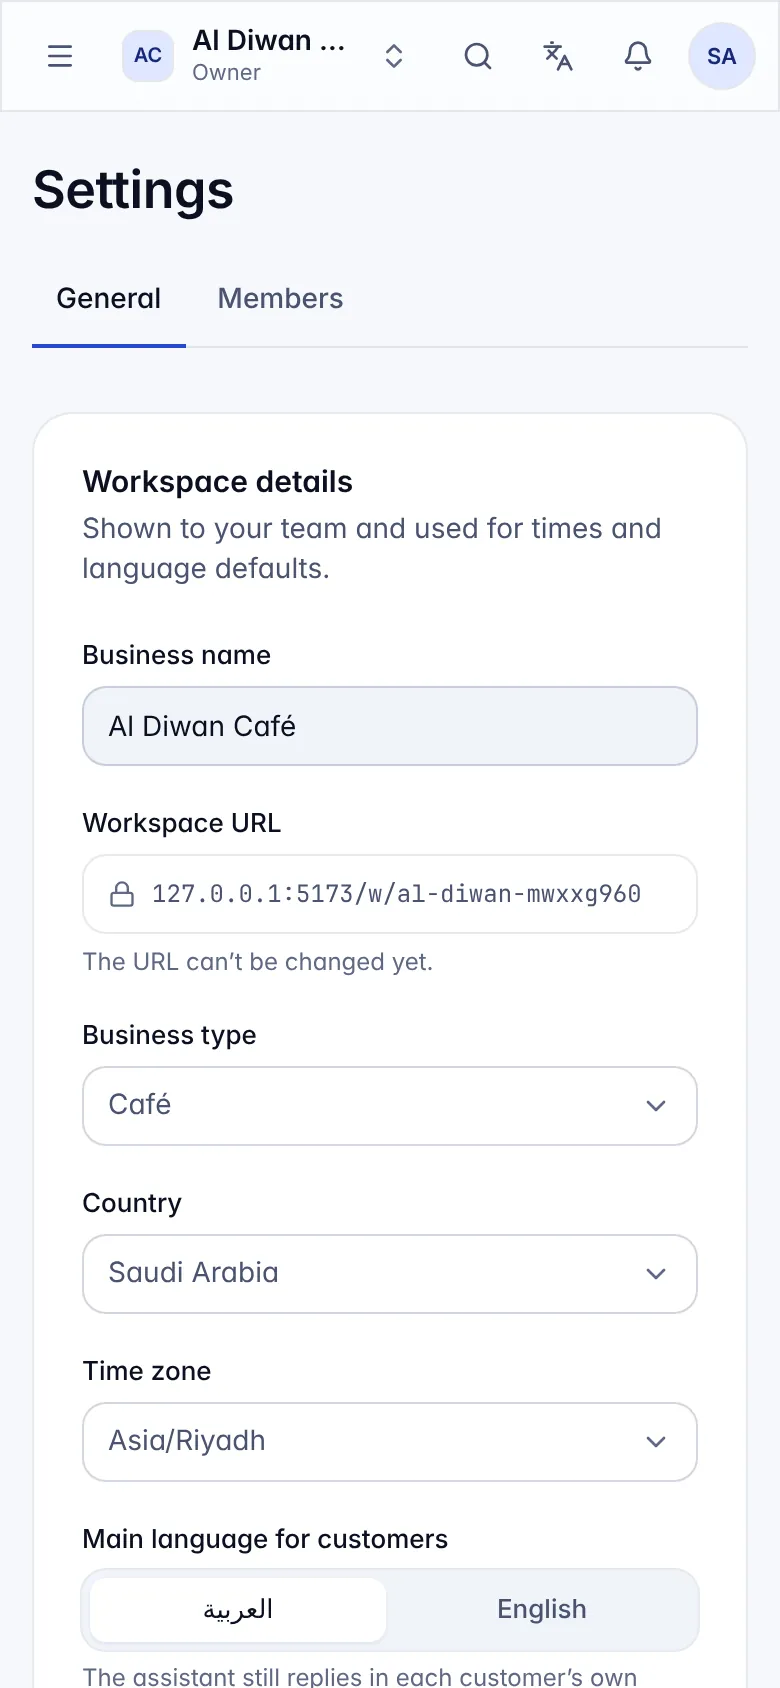 AC
Al Diwan ...
Owner
SA
Settings
General
Members
Workspace details
Shown to your team and used for times and
language defaults.
Business name
Al Diwan Café
Workspace URL
127.0.0.1:5173/w/al-diwan-mwxxg960
The URL can’t be changed yet.
Business type
Café
Country
Saudi Arabia
Time zone
Asia/Riyadh
Main language for customers
العربية
English
The assistant still replies in each customer’s own